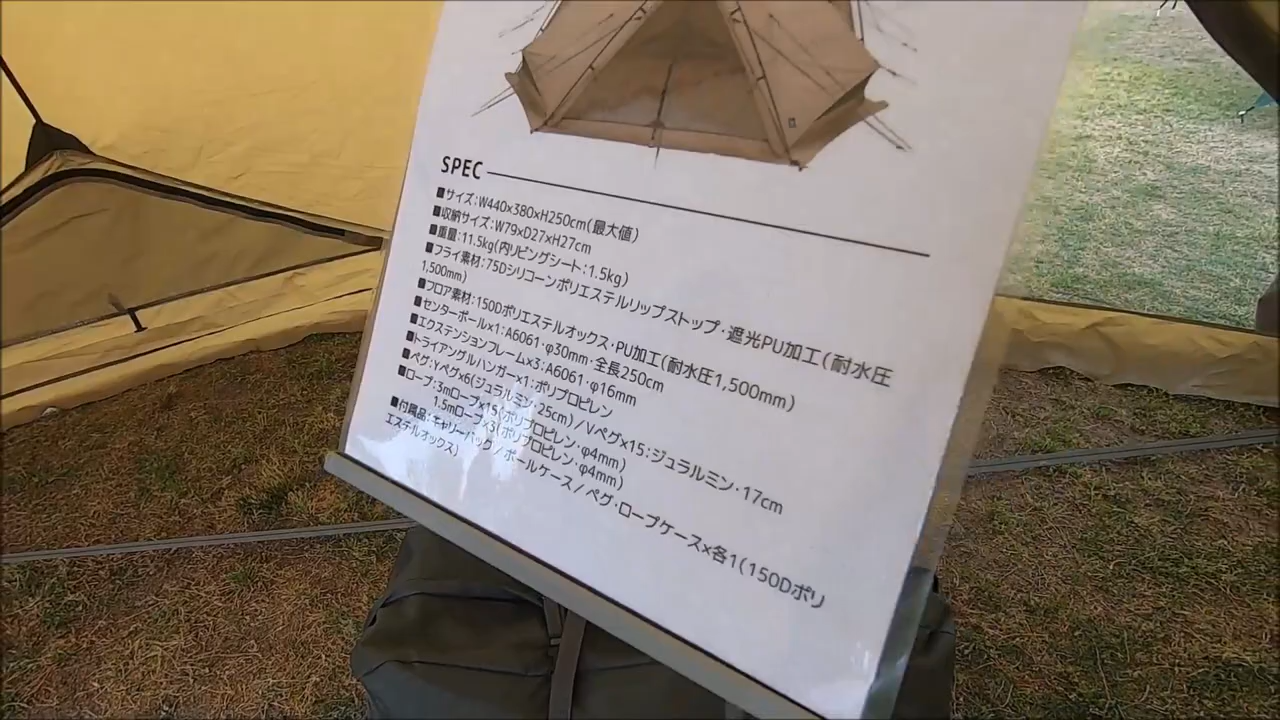 SPEC
■サイズ:W440×380×H250cm(最大値)
■収納サイズ:W79×D27×H27cm
■重量:11.5kg(内リビングシート:1.5kg)
■フライ素材:75Dシリコーンポリエステルリップストップ・遮光PU加工(耐水圧
1,500mm)
■フロア素材:150Dポリエステルオックス・PU加工(耐水圧1,500mm)
■センターポール×1:A6061・φ30mm・全長250cm
■エクステンションフレーム×3:A6061・φ16mm
■トライアングルハンガー×1:ポリプロピレン
■ペグ:Yペグ×6(ジュラルミン・25cm)/Vペグ×15:ジュラルミン・17cm
■ロープ:3mロープ×15(ポリプロピレン・φ4mm)
1.5mロープ×3(ポリプロピレン・φ4mm)
■付属品:キャリーバッグ/ポールケース/ペグ・ロープケース×各1(150Dポリ
エステルオックス)